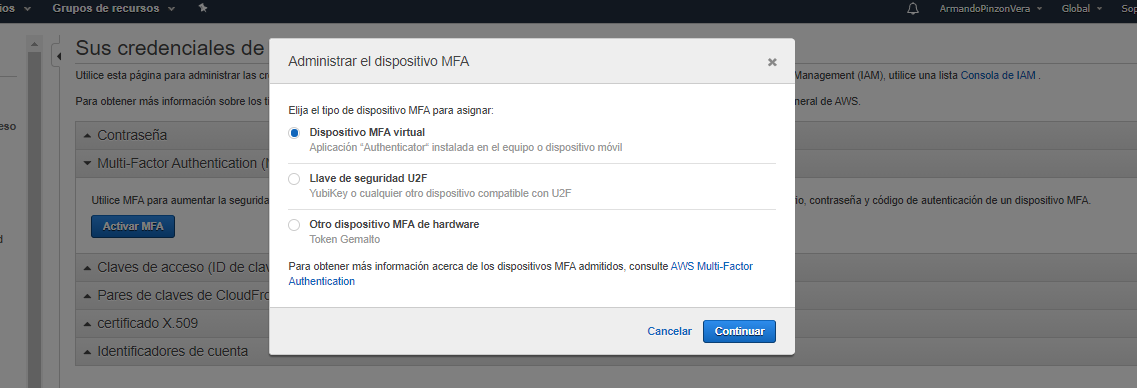 ios Grupos de recursos ArmandoPinzonVera Global Sop
Sus credenciales de
Utilice esta página para administrar las cr Management (IAM), utilice una lista Consola de IAM .
Para obtener más información sobre los ti neral de AWS.
eso
Contraseña
Multi-Factor Authentication (M
Utilice MFA para aumentar la segurida io, contraseña y código de autenticación de un dispositivo MFA.
Activar MFA
d
Claves de acceso (ID de clav
Pares de claves de CloudFro
certificado X.509
Identificadores de cuenta
Administrar el dispositivo MFA
Elija el tipo de dispositivo MFA para asignar:
Dispositivo MFA virtual
Aplicación “Authenticator“ instalada en el equipo o dispositivo móvil
Llave de seguridad U2F
YubiKey o cualquier otro dispositivo compatible con U2F
Otro dispositivo MFA de hardware
Token Gemalto
Para obtener más información acerca de los dispositivos MFA admitidos, consulte AWS Multi-Factor
Authentication
Cancelar Continuar